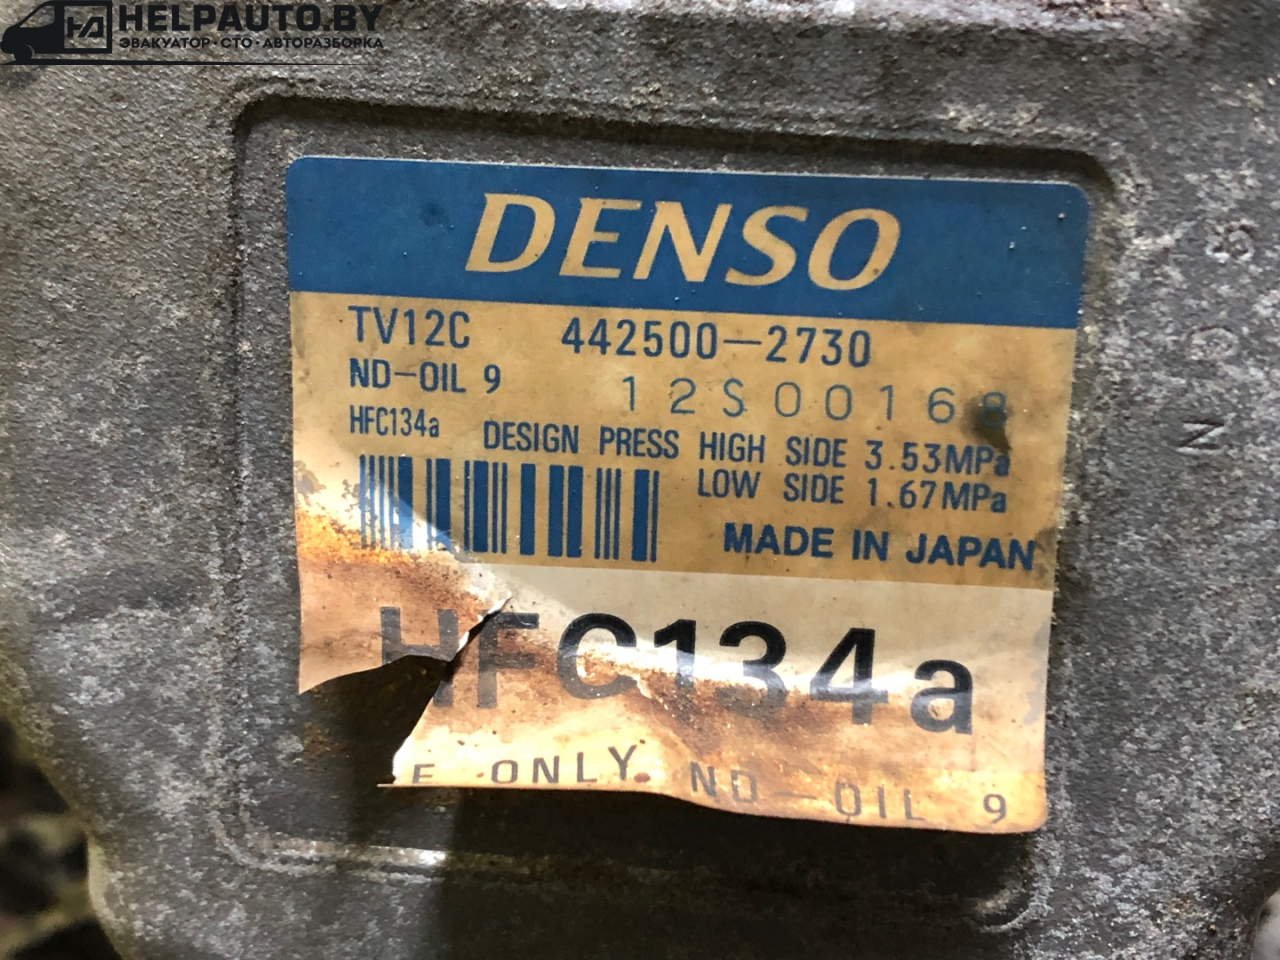 HELPAUTO.BY
ЭВАКУАТОР · СТО · АВТОРАЗБОРКА
DENSO
TV12C 442500-2730
ND-OIL 9 12S00168
HFC134a DESIGN PRESS HIGH SIDE 3.53MPa
LOW SIDE 1.67MPa
MADE IN JAPAN
HFC134a
E ONLY. ND-OIL 9